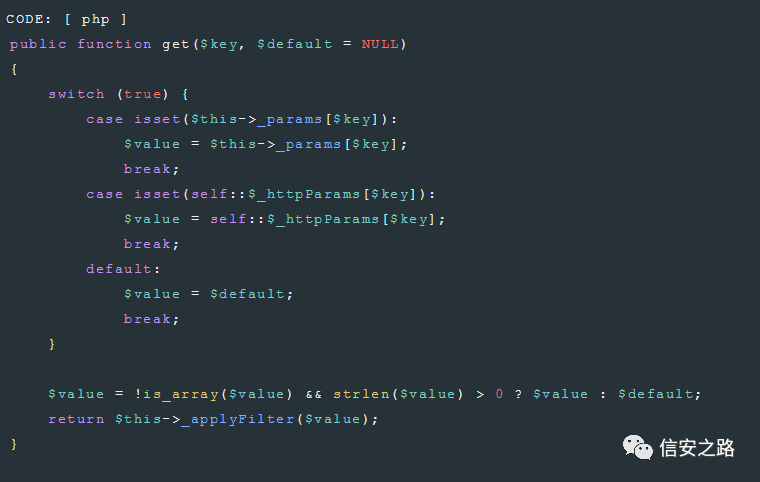 CODE: [ php ]
public function get($key, $default = NULL)
{
    switch (true) {
        case isset($this->_params[$key]):
            $value = $this->_params[$key];
            break;
        case isset(self::$_httpParams[$key]):
            $value = self::$_httpParams[$key];
            break;
        default:
            $value = $default;
            break;
    }

    $value = !is_array($value) && strlen($value) > 0 ? $value : $default;
    return $this->_applyFilter($value);
}
信安之路